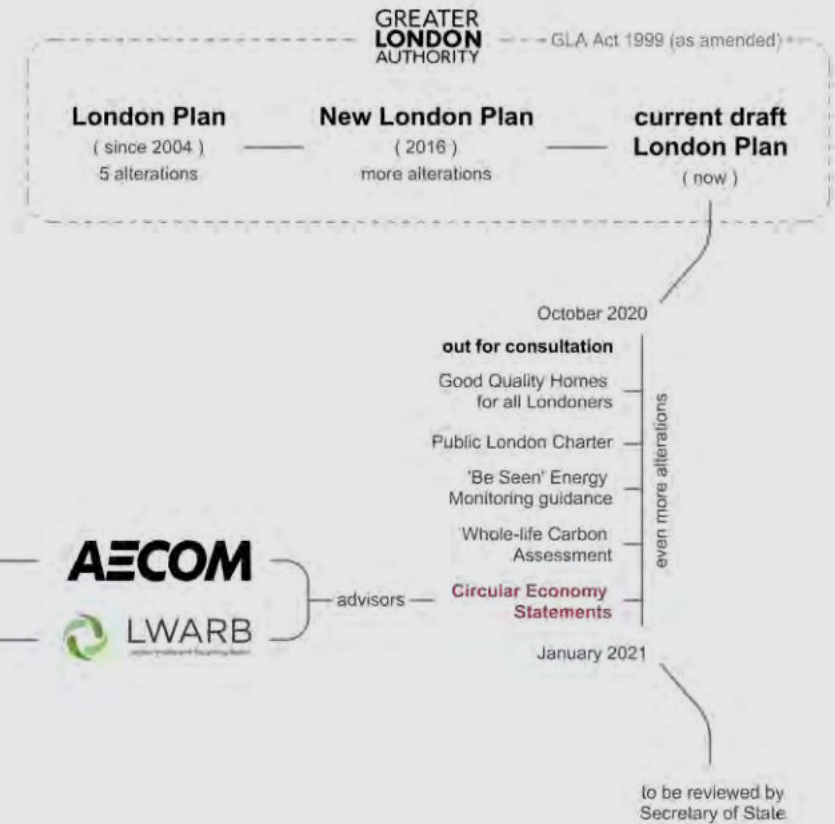 GREATER
LONDON
AUTHORITY
GLA Act 1999 (as amended)
London Plan
( since 2004 )
5 alterations
New London Plan
( 2016 )
more alterations
current draft
London Plan
( now )
October 2020
out for consultation
Good Quality Homes
for all Londoners
Public London Charter
'Be Seen' Energy
Monitoring guidance
Whole-life Carbon
Assessment
Circular Economy
Statements
even more alterations
January 2021
AECOM
LWARB
advisors
to be reviewed by
Secretary of State